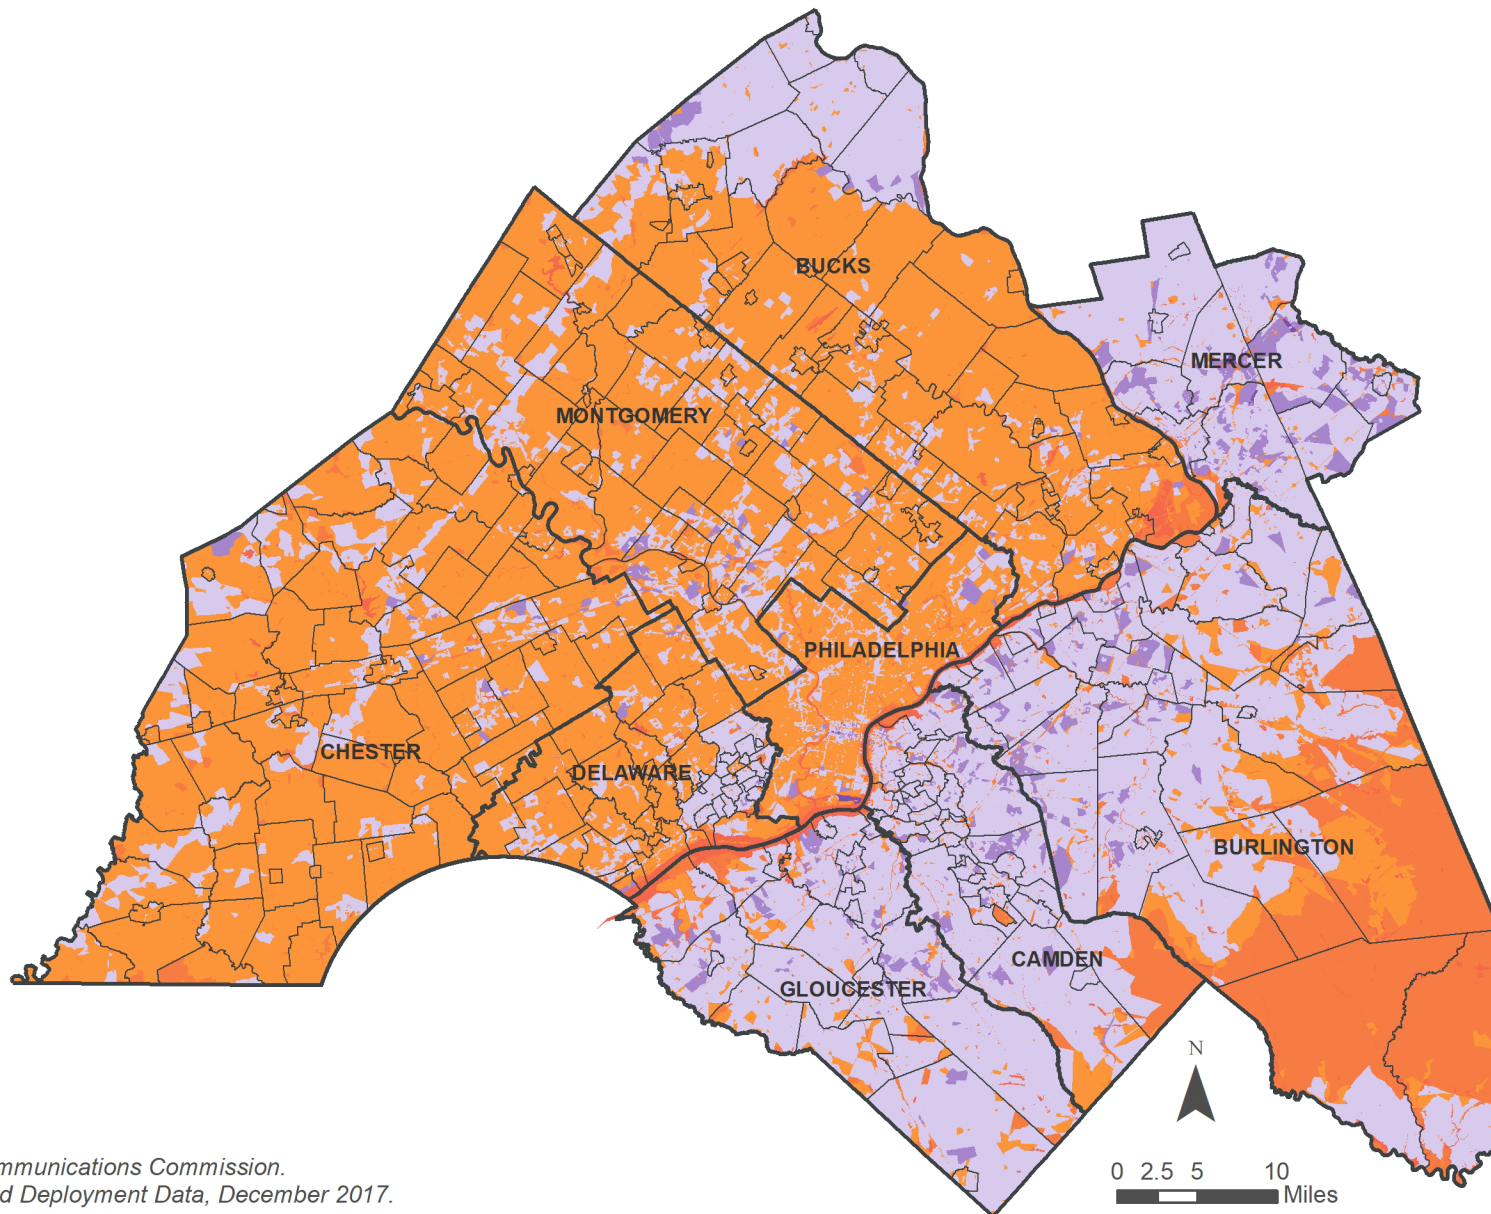 BUCKS
MERCER
MONTGOMERY
PHILADELPHIA
CHESTER
DELAWARE
BURLINGTON
CAMDEN
GLOUCESTER
N
mmunications Commission.
d Deployment Data, December 2017.
0 2.5 5 10
Miles